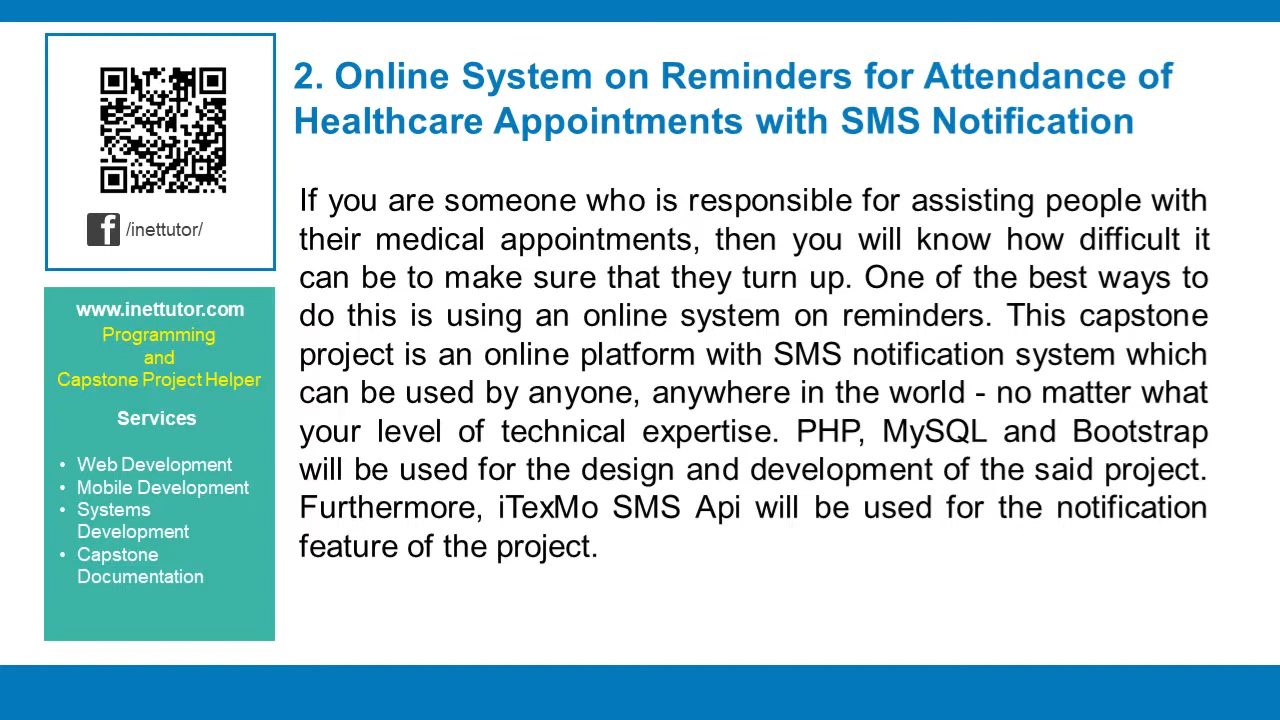 /inettutor/
www.inettutor.com
Programming
and
Capstone Project Helper
Services
• Web Development
• Mobile Development
• Systems
Development
• Capstone
Documentation
2. Online System on Reminders for Attendance of
Healthcare Appointments with SMS Notification
If you are someone who is responsible for assisting people with
their medical appointments, then you will know how difficult it
can be to make sure that they turn up. One of the best ways to
do this is using an online system on reminders. This capstone
project is an online platform with SMS notification system which
can be used by anyone, anywhere in the world - no matter what
your level of technical expertise. PHP, MySQL and Bootstrap
will be used for the design and development of the said project.
Furthermore, iTexMo SMS Api will be used for the notification
feature of the project.